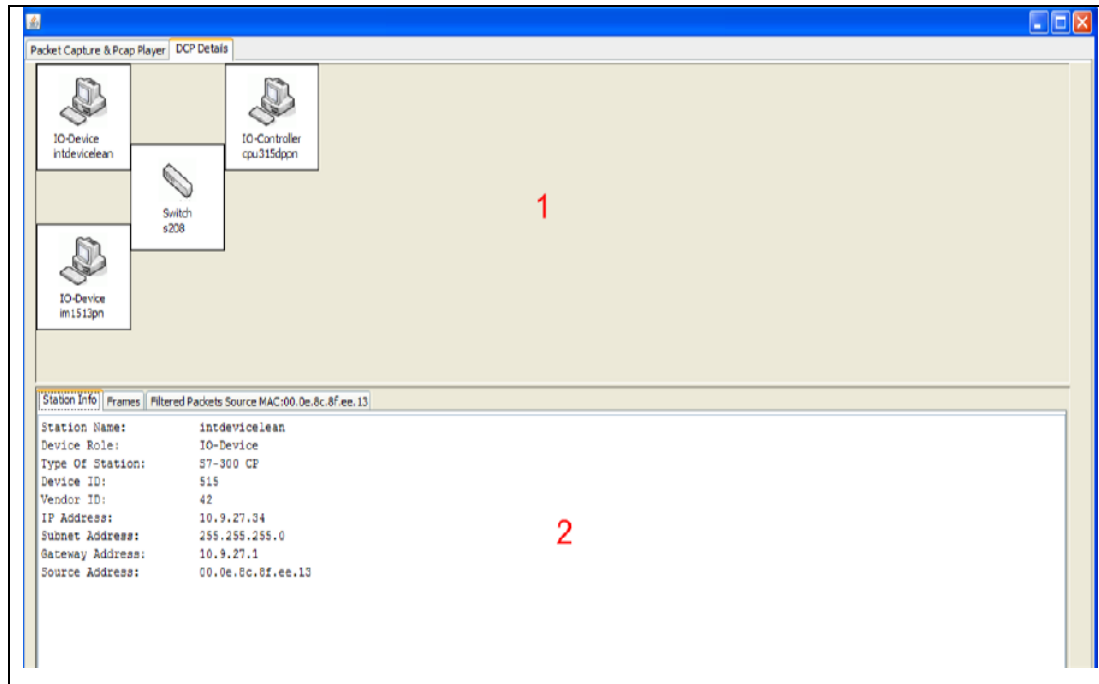 Packet Capture & Pcap Player DCP Details
IO-Device
intdevicelean
IO-Controller
cpu315dppn
Switch
s208
IO-Device
im1513pn
1
Station Info Frames Filtered Packets Source MAC:00.0e.8c.8f.ee.13
Station Name: intdevicelean
Device Role: IO-Device
Type Of Station: S7-300 CP
Device ID: 515
Vendor ID: 42
IP Address: 10.9.27.34
Subnet Address: 255.255.255.0
Gateway Address: 10.9.27.1
Source Address: 00.0e.8c.8f.ee.13
2